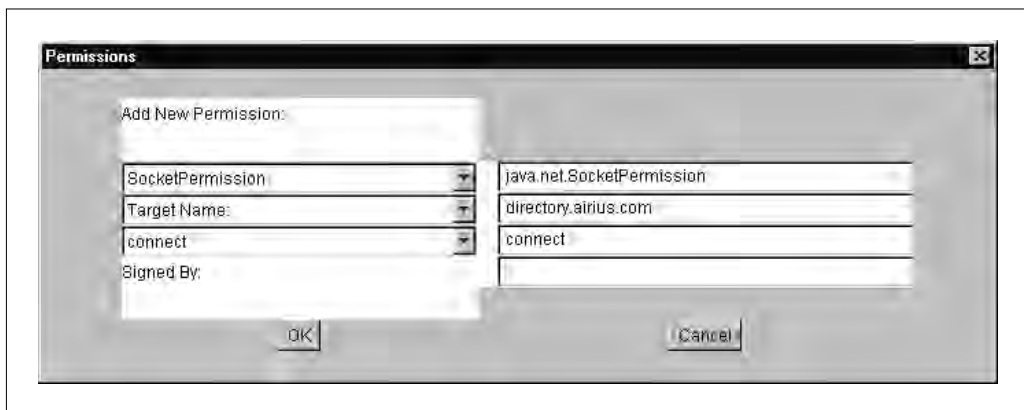 Permissions
Add New Permission:
SocketPermission
java.net.SocketPermission
Target Name:
directory.airius.com
connect
connect
Signed By:
OK
Cancel